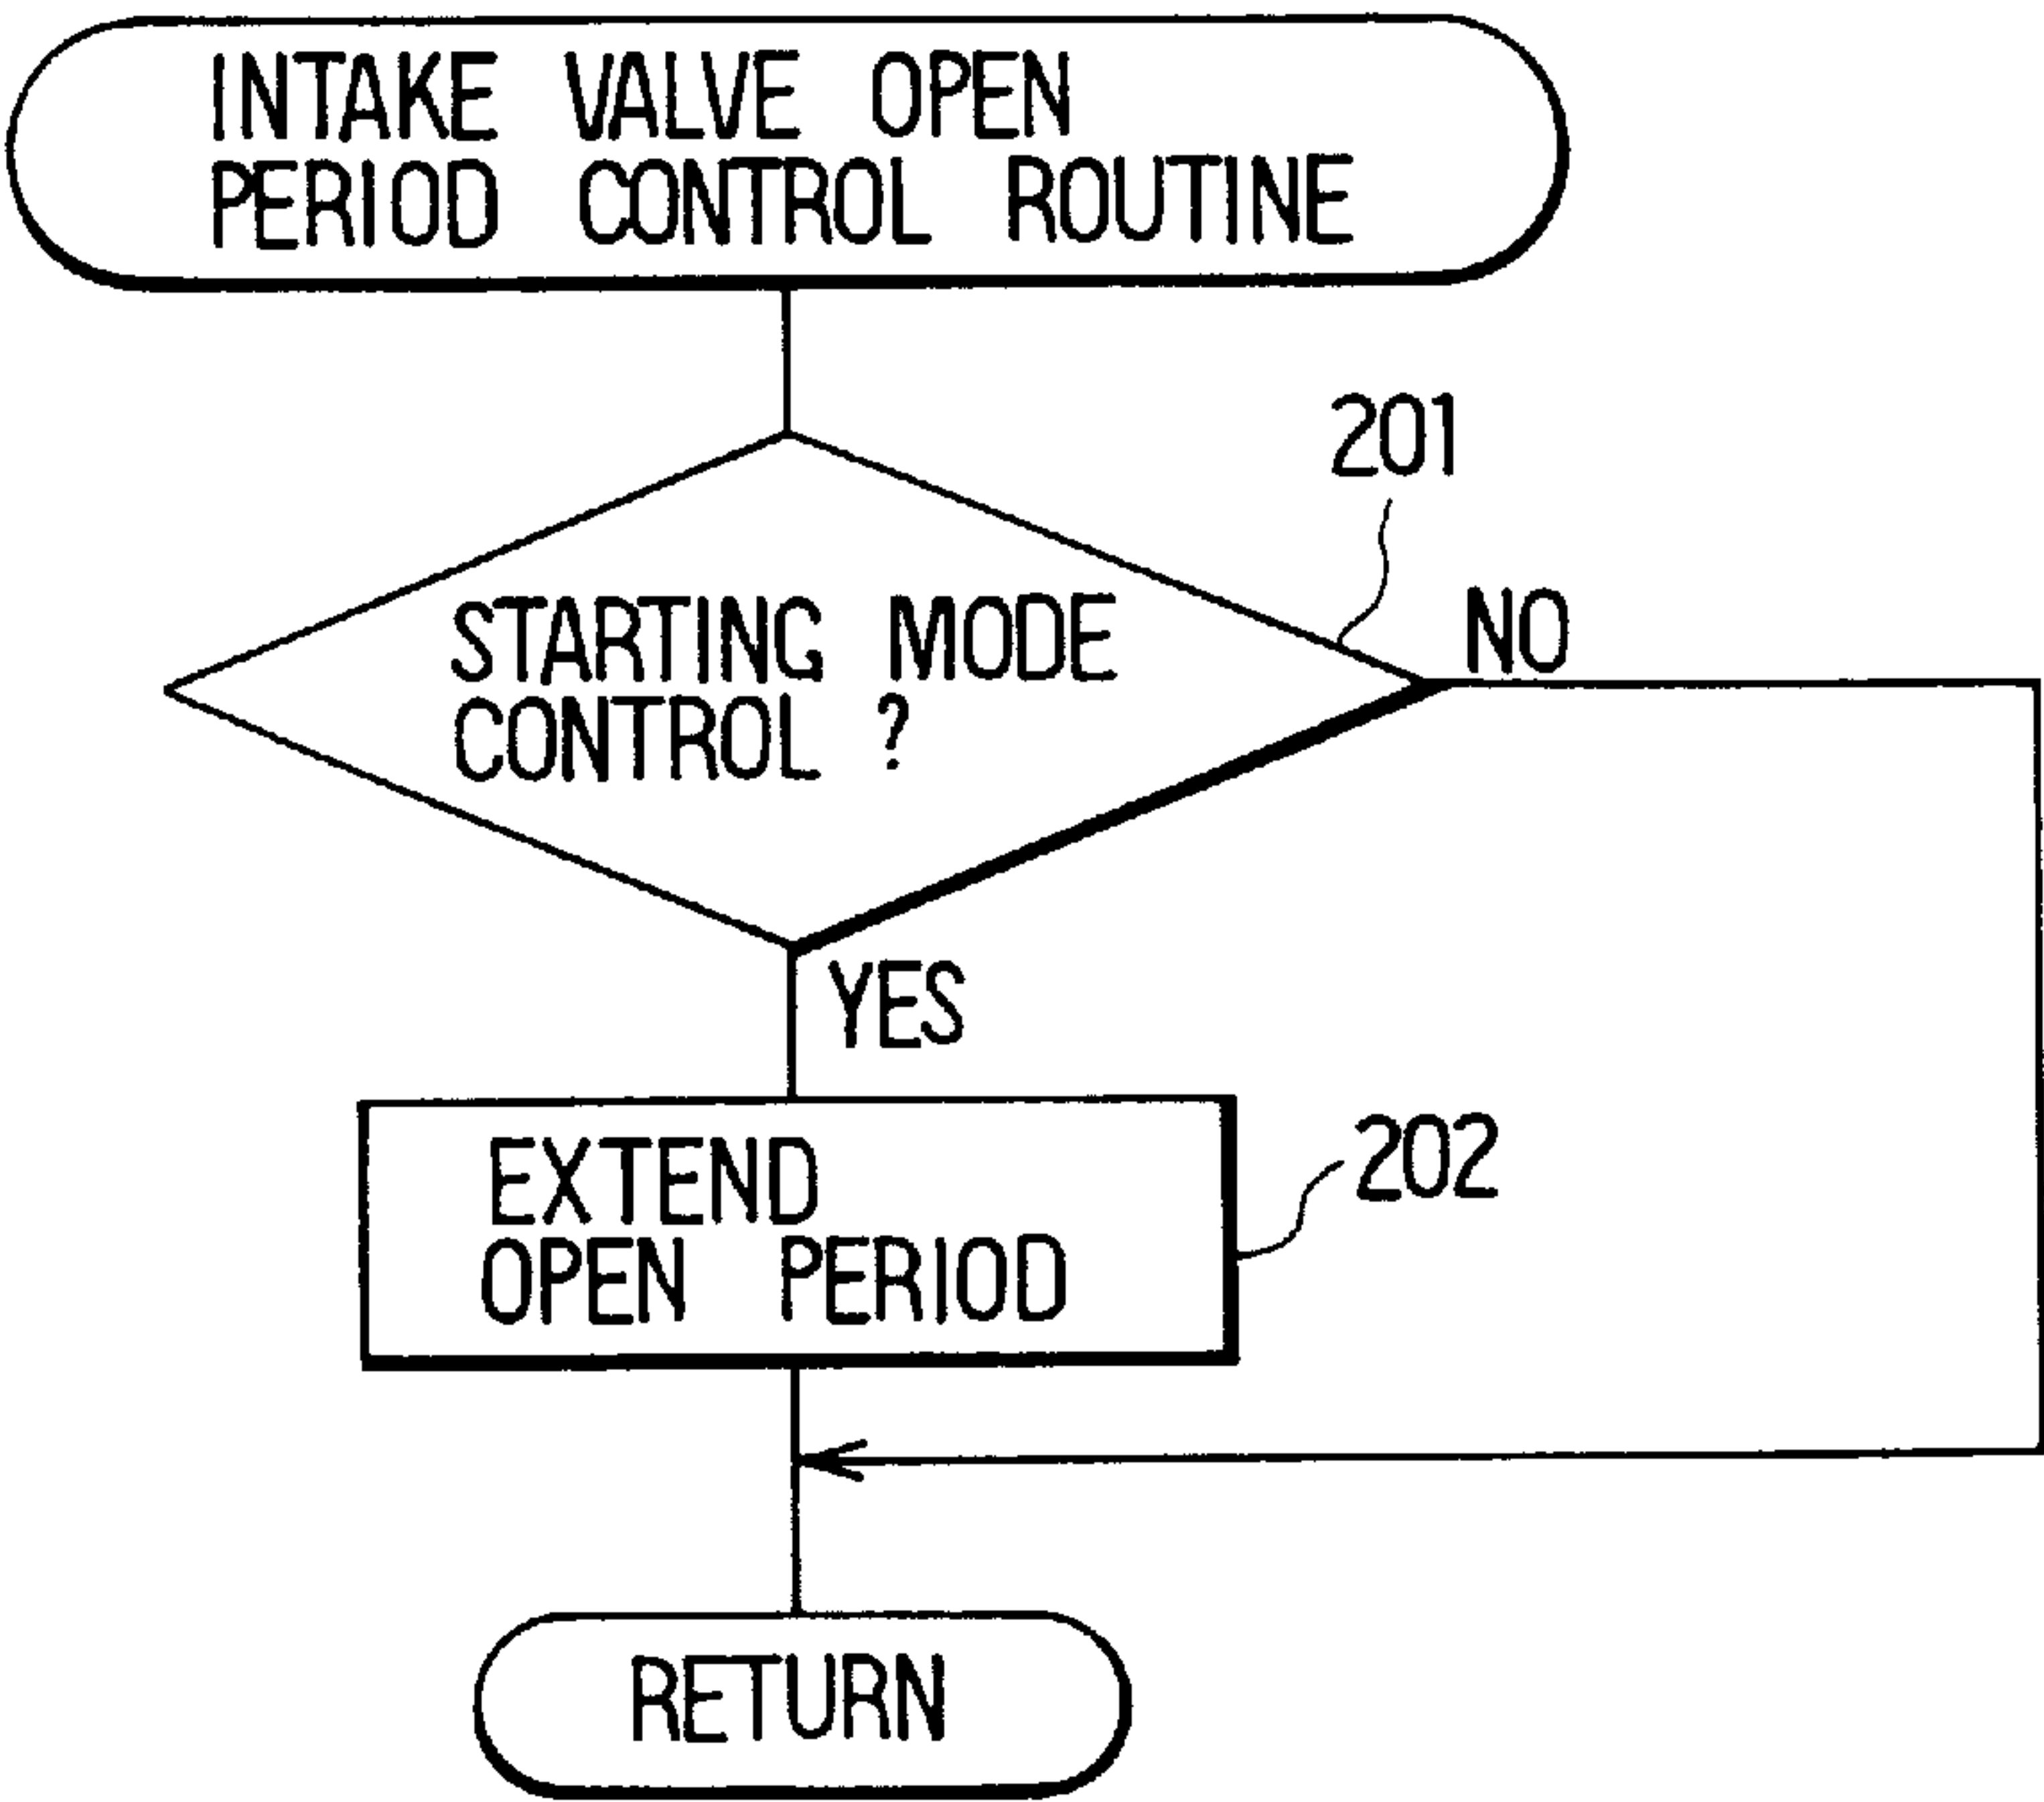 INTAKE VALVE OPEN
PERIOD CONTROL ROUTINE
201
STARTING MODE
CONTROL ?
NO
YES
EXTEND
OPEN PERIOD
202
RETURN